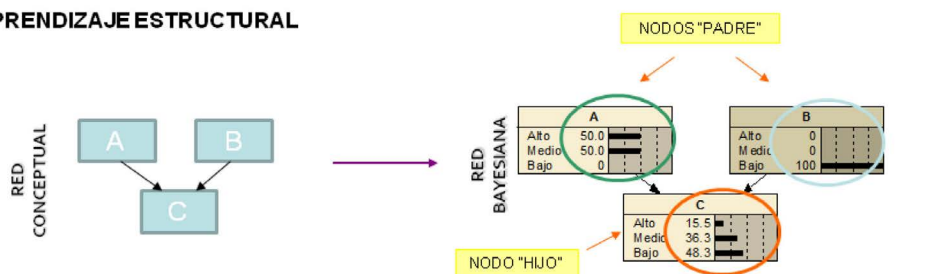 PRENDIZAJE ESTRUCTURAL
NODOS "PADRE"
RED CONCEPTUAL
A
B
C
RED BAYESIANA
A
Alto 50.0
Medio 50.0
Bajo 0
B
Alto 0
Medio 0
Bajo 100
C
Alto 15.5
Medio 36.3
Bajo 48.3
NODO "HIJO"